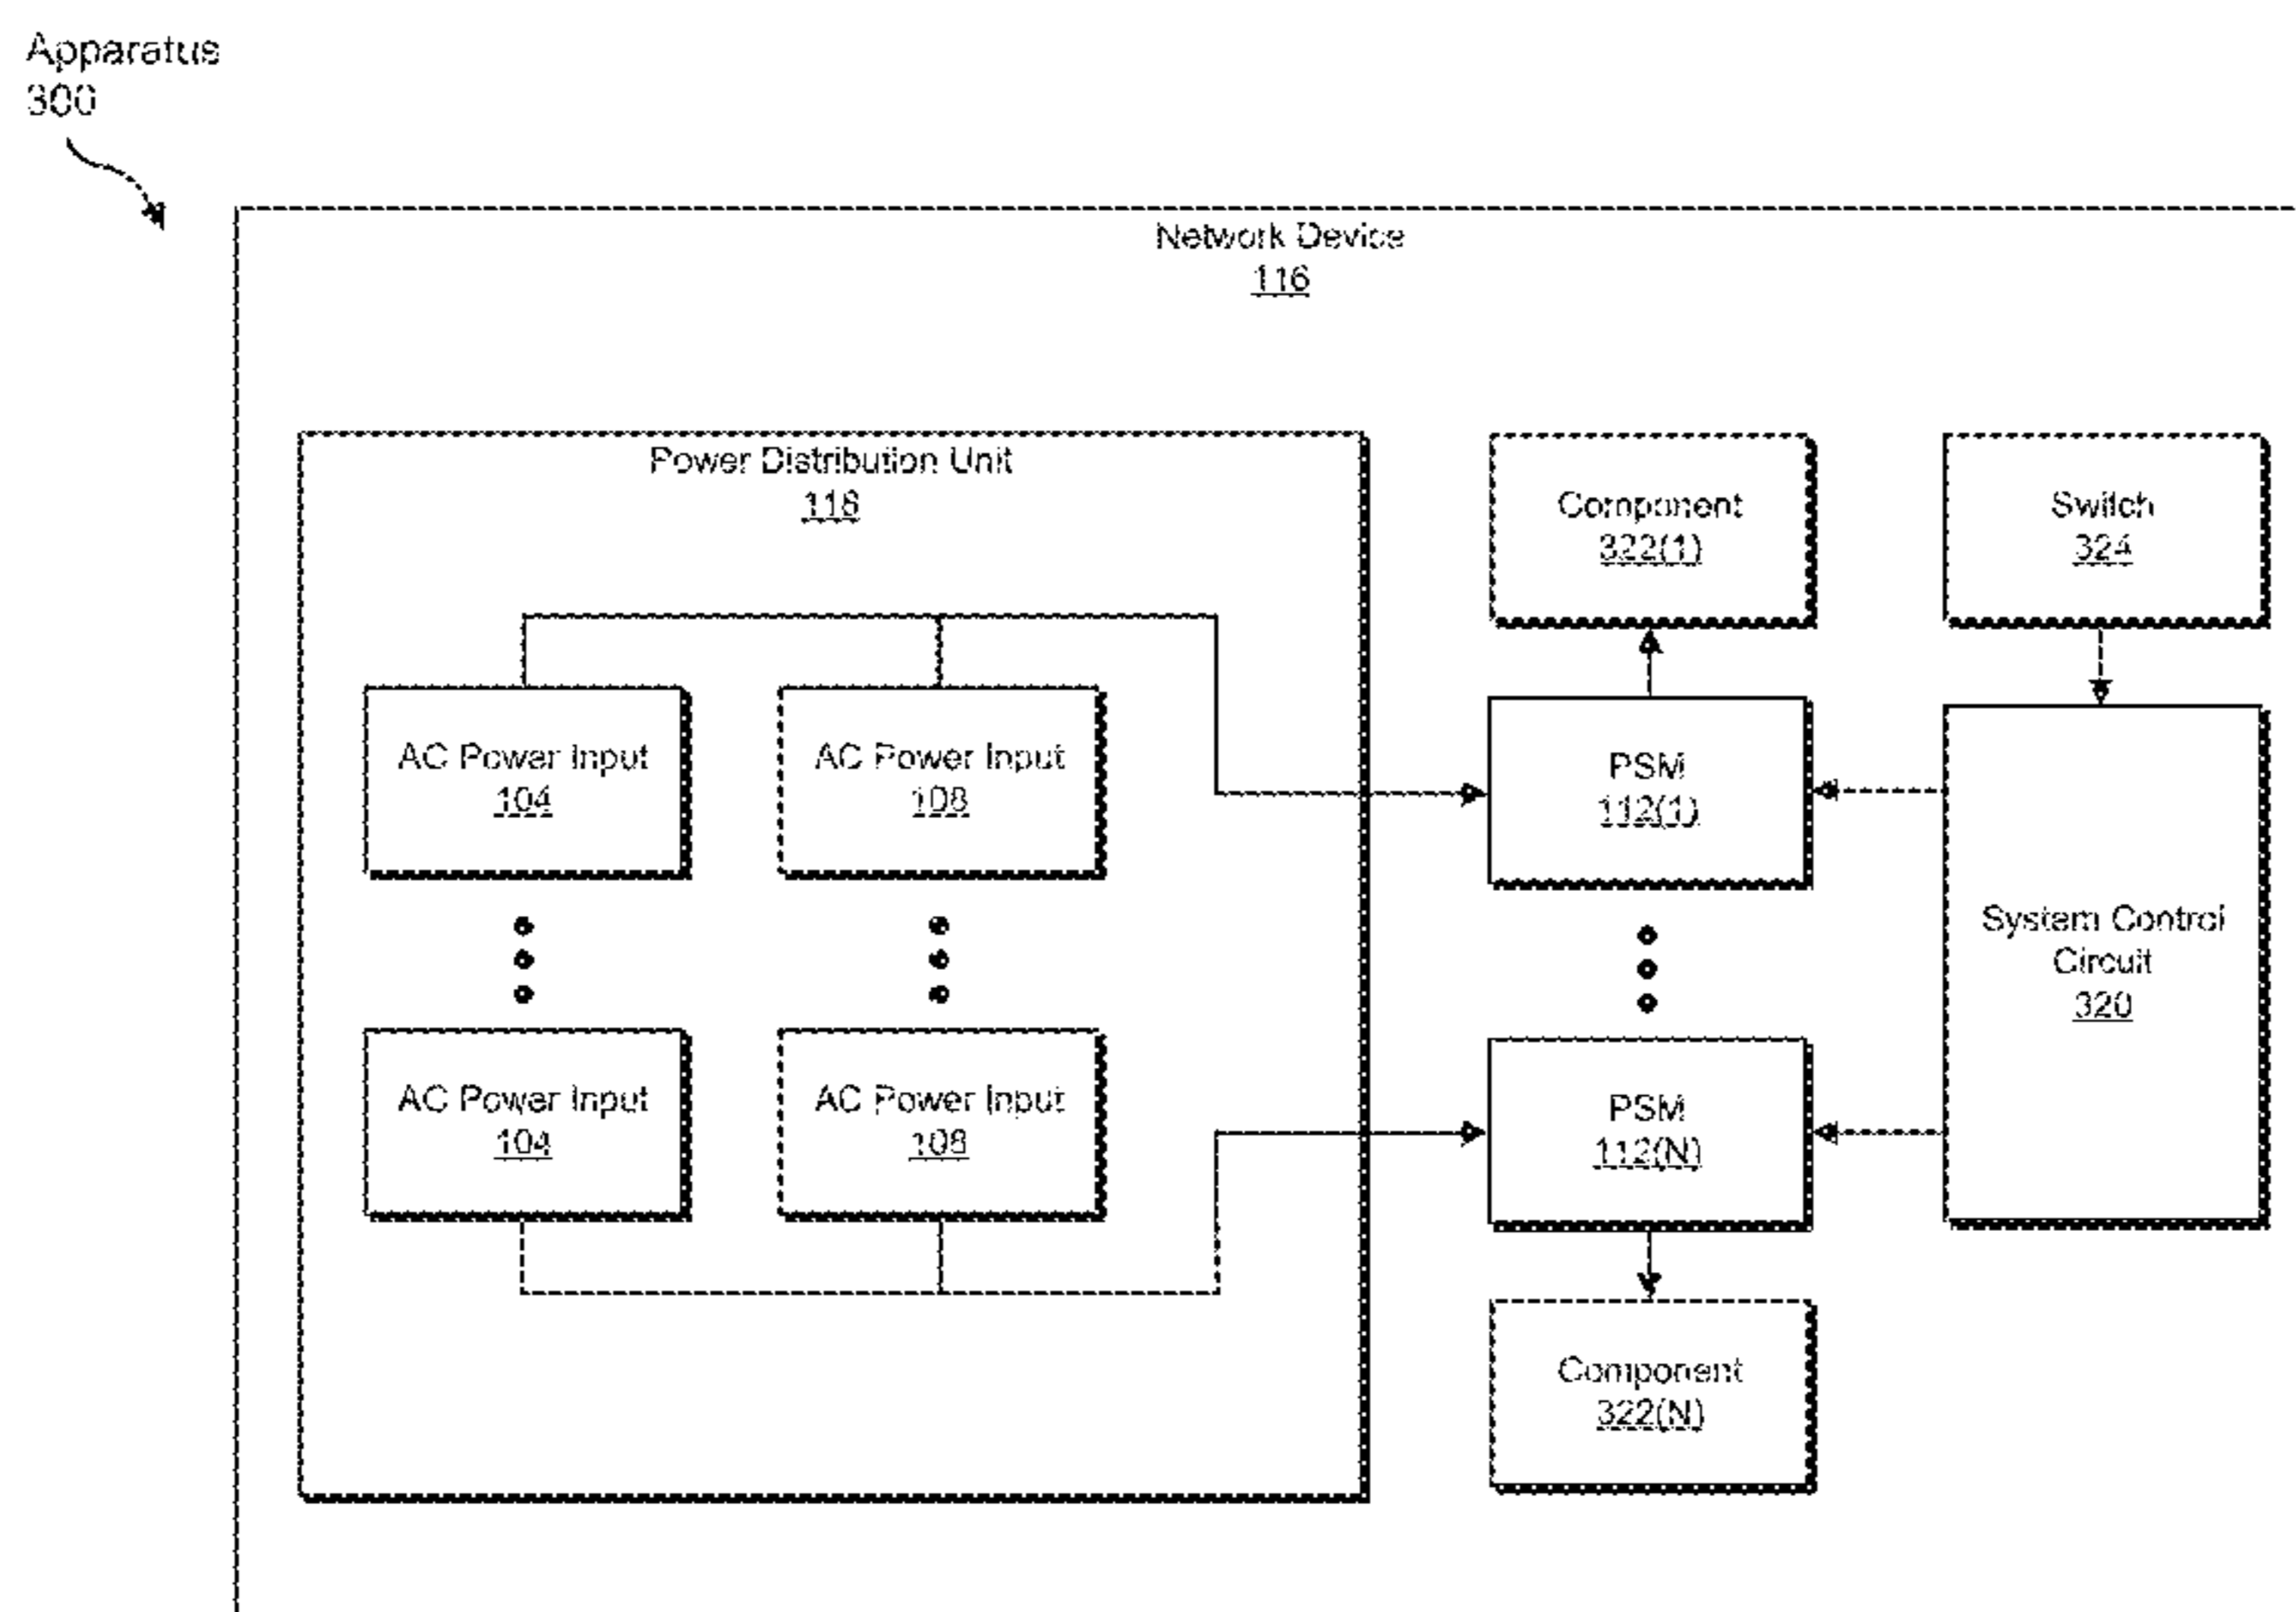 Apparatus
300
Network Device
116
Power Distribution Unit
118
Component
322(1)
Switch
324
AC Power Input
104
AC Power Input
108
PSM
112(1)
System Control
Circuit
320
AC Power Input
104
AC Power Input
108
PSM
112(N)
Component
322(N)